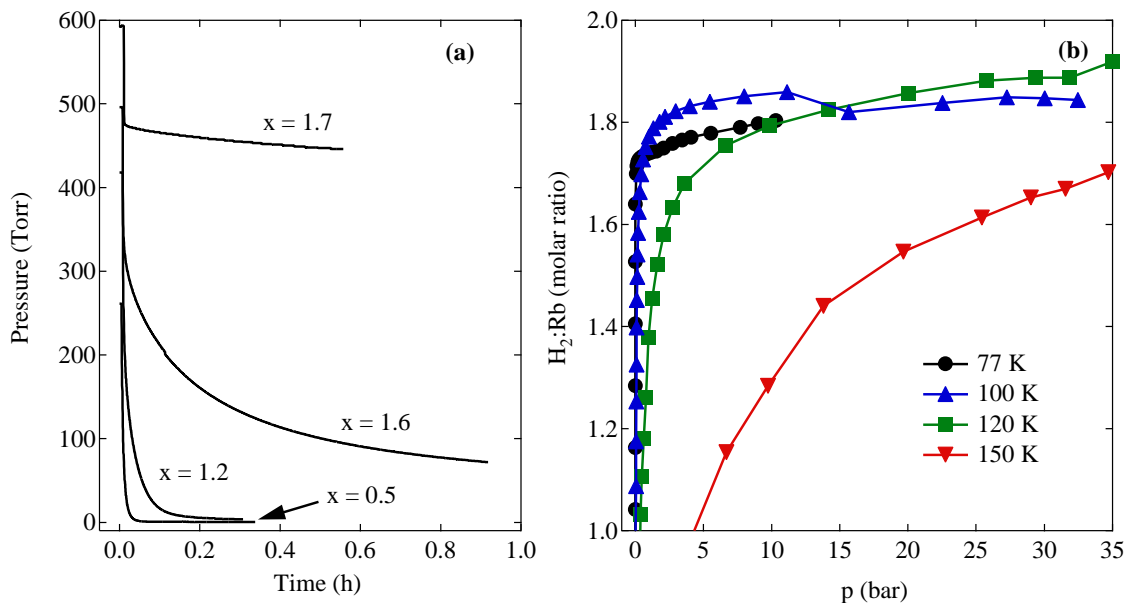 (a)
Pressure (Torr)
600
500
400
300
200
100
0
x = 1.7
x = 1.6
x = 1.2
x = 0.5
0.0
0.2
0.4
0.6
0.8
1.0
Time (h)
(b)
H₂:Rb (molar ratio)
2.0
1.8
1.6
1.4
1.2
1.0
77 K
100 K
120 K
150 K
0
5
10
15
20
25
30
35
p (bar)